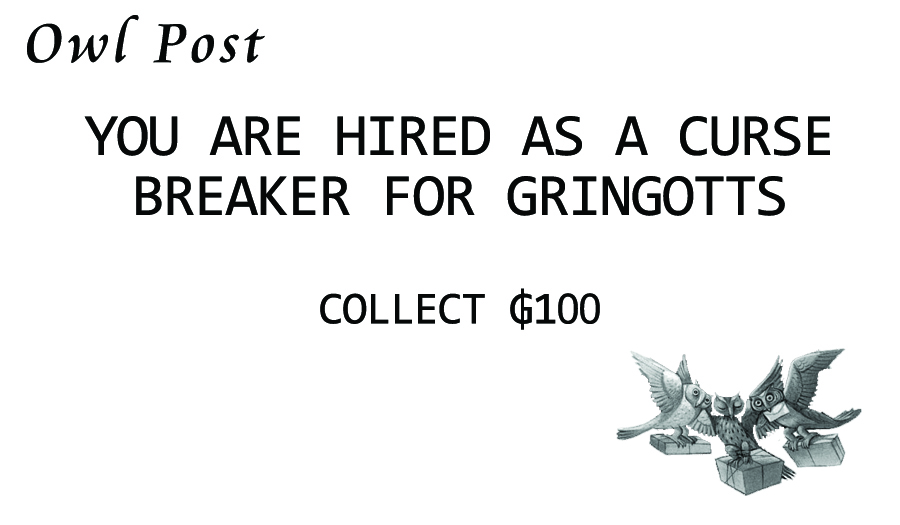 Owl Post
YOU ARE HIRED AS A CURSE
BREAKER FOR GRINGOTTS
COLLECT ₲100